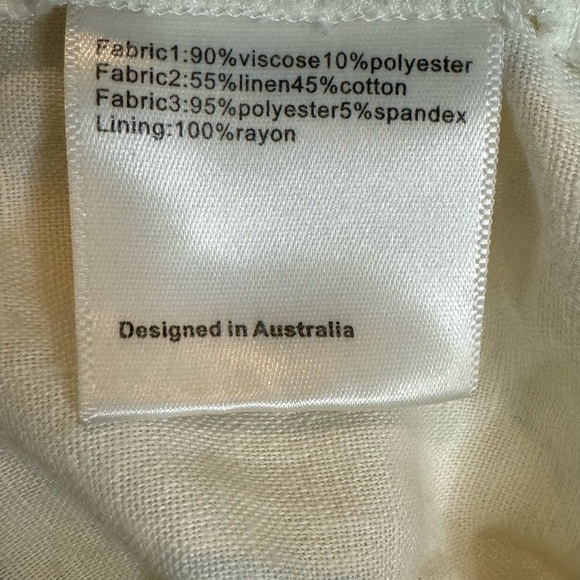 Fabric1:90%viscose10%polyester
Fabric2:55%linen45%cotton
Fabric3:95%polyester5%spandex
Lining:100%rayon
Designed in Australia